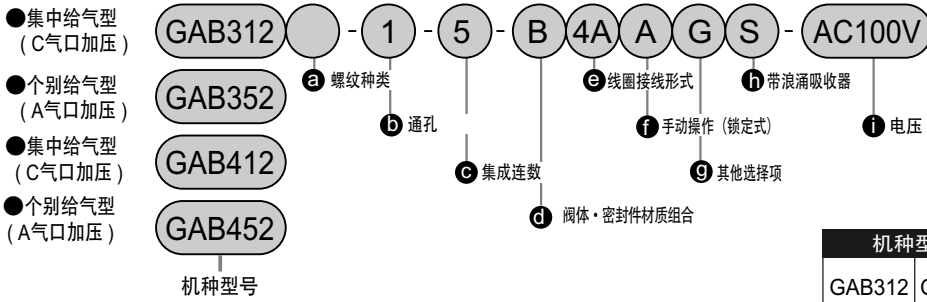 ●集中给气型
(C气口加压)
GAB312 - 1 - 5 - B 4A A G S - AC100V
ⓐ 螺纹种类
ⓔ线圈接线形式
ⓗ带浪涌吸收器
●个别给气型
(A气口加压)
GAB352
ⓑ 通孔
ⓕ手动操作（锁定式）
ⓘ 电压
●集中给气型
(C气口加压)
GAB412
ⓒ 集成连数
ⓖ 其他选择项
●个别给气型
(A气口加压)
GAB452
ⓓ 阀体・密封件材质组合
机种型号
机种型
GAB312